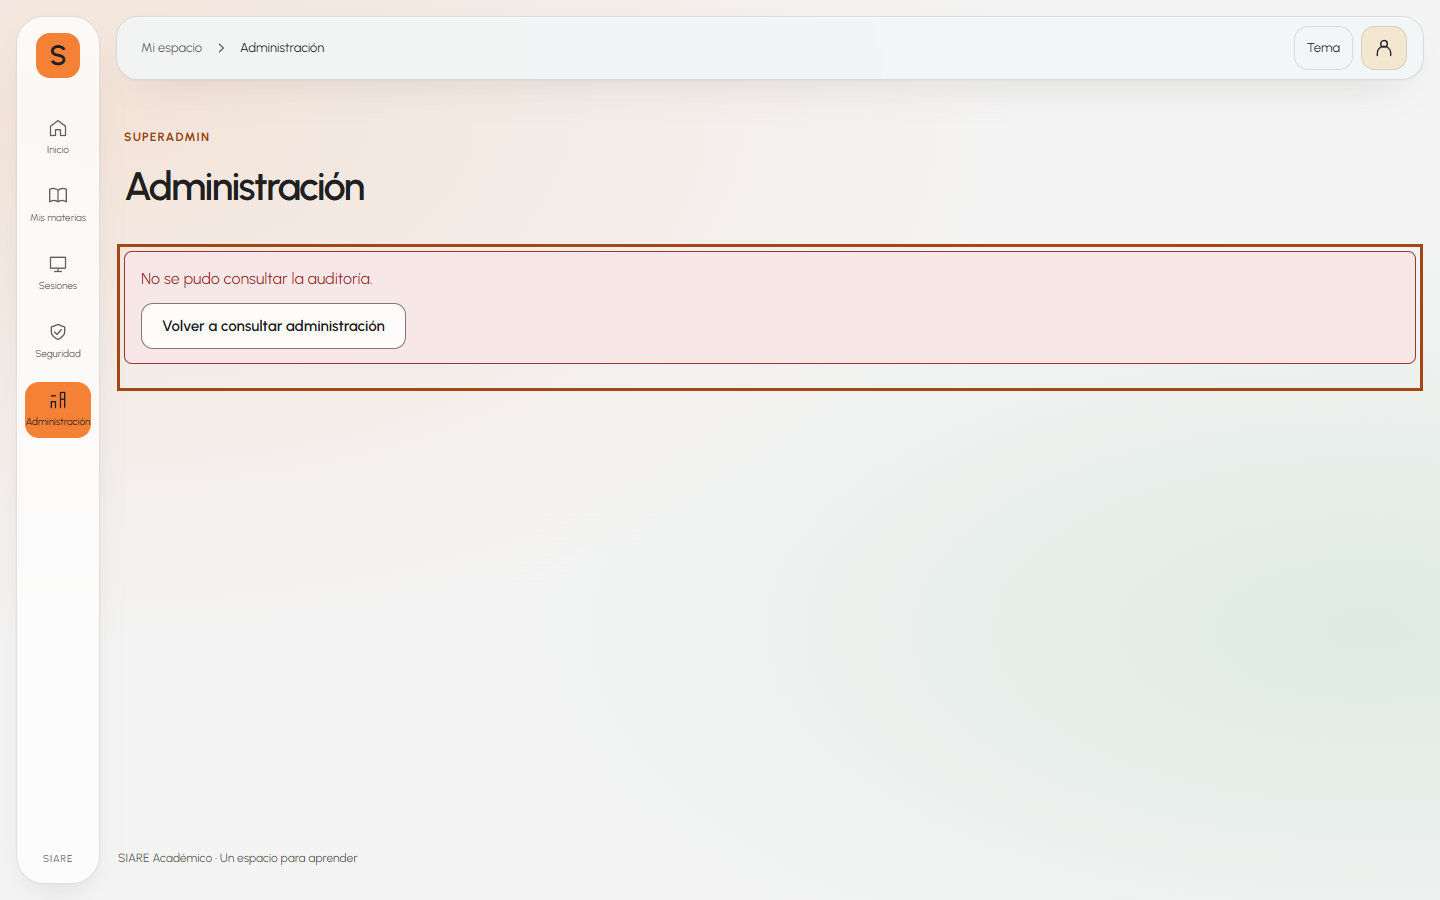 S
Mi espacio
Administración
Tema
Inicio
Mis materias
Sesiones
Seguridad
Administración
SIARE
SUPERADMIN
Administración
No se pudo consultar la auditoría.
Volver a consultar administración
SIARE Académico · Un espacio para aprender